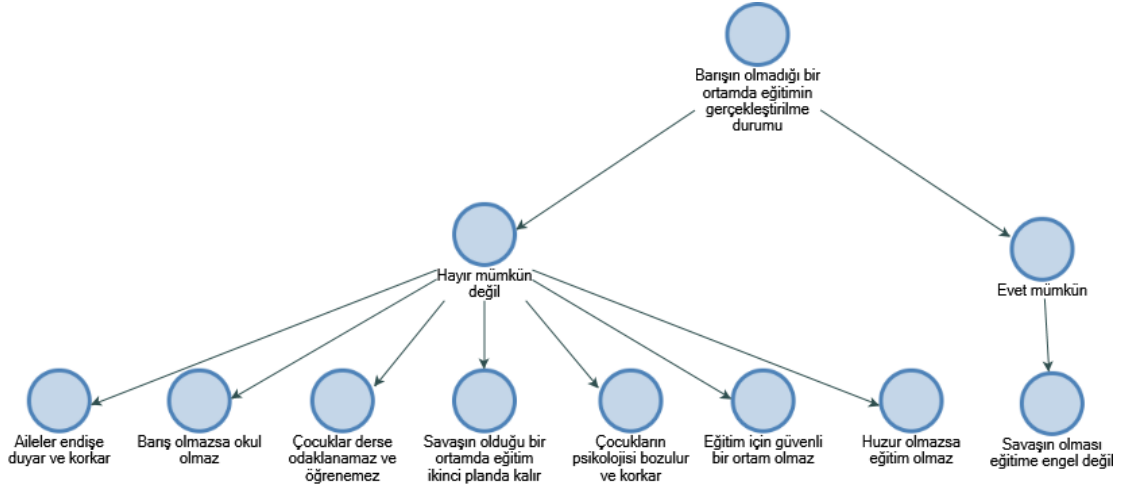 Barışın olmadığı bir
ortamda eğitimin
gerçekleştirilme
durumu
Hayır mümkün
değil
Evet mümkün
Aileler endişe
duyar ve korkar
Barış olmazsa okul
olmaz
Çocuklar derse
odaklanamaz ve
öğrenemez
Savaşın olduğu bir
ortamda eğitim
ikinci planda kalır
Çocukların
psikolojisi bozulur
ve korkar
Eğitim için güvenli
bir ortam olmaz
Huzur olmazsa
eğitim olmaz
Savaşın olması
eğitime engel değil